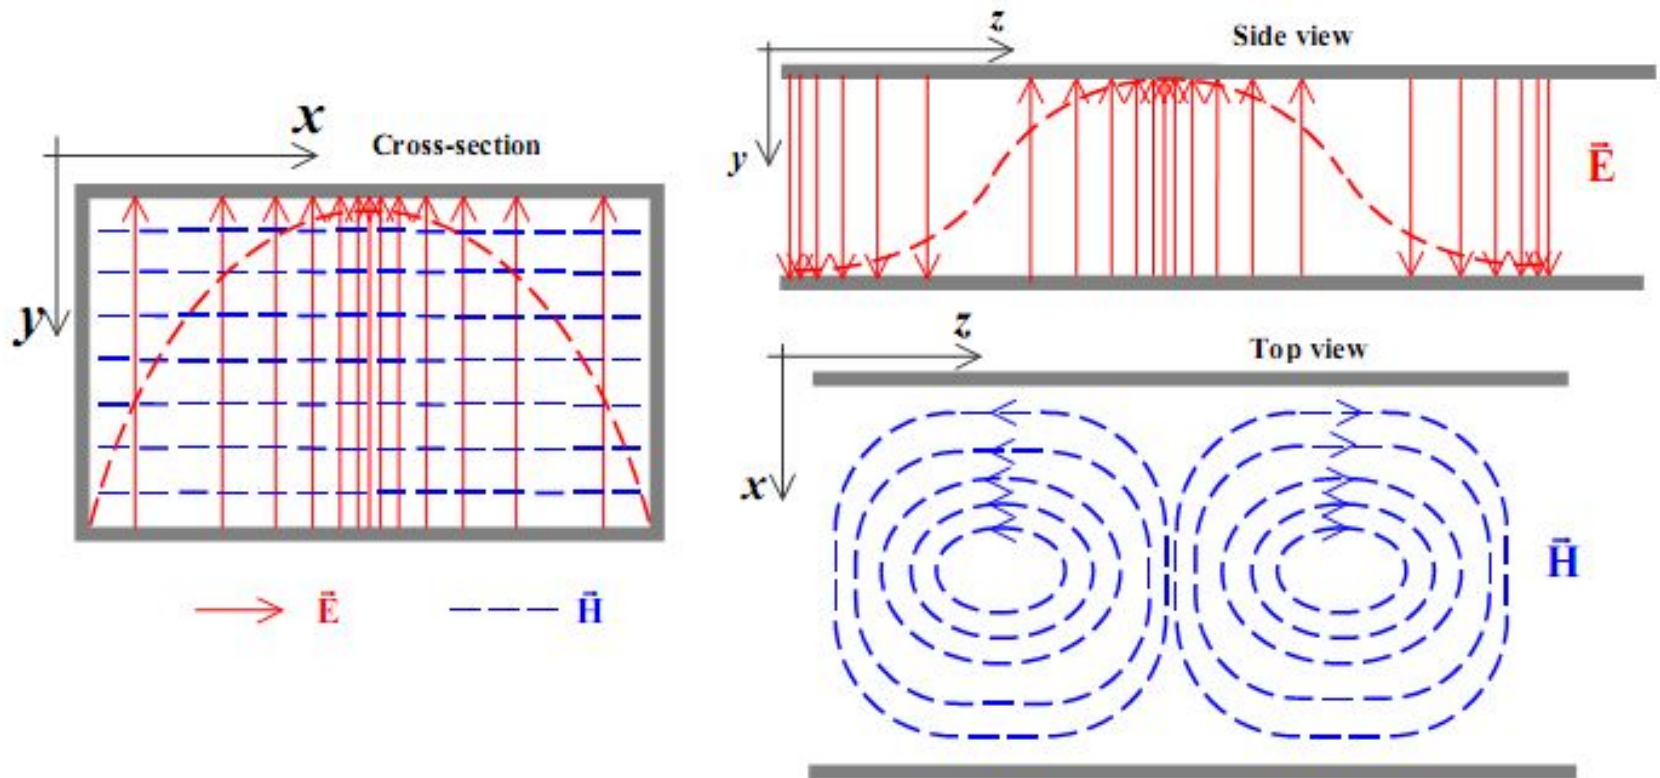 x
Cross-section
y
E⃗
H⃗
z
Side view
y
E⃗
z
Top view
x
H⃗